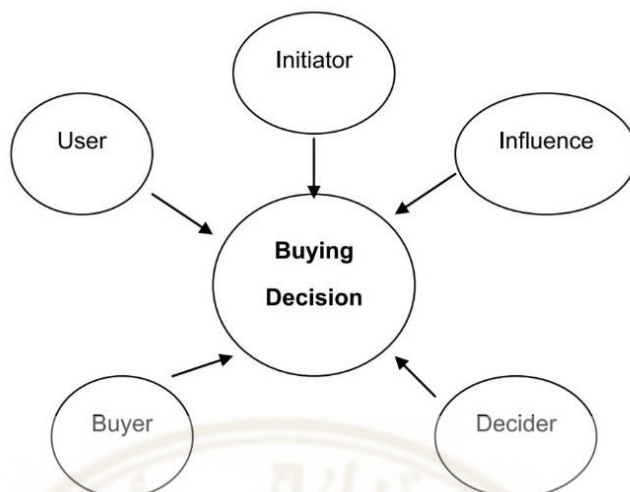 Initiator
User
Influence
Buying
Decision
Buyer
Decider